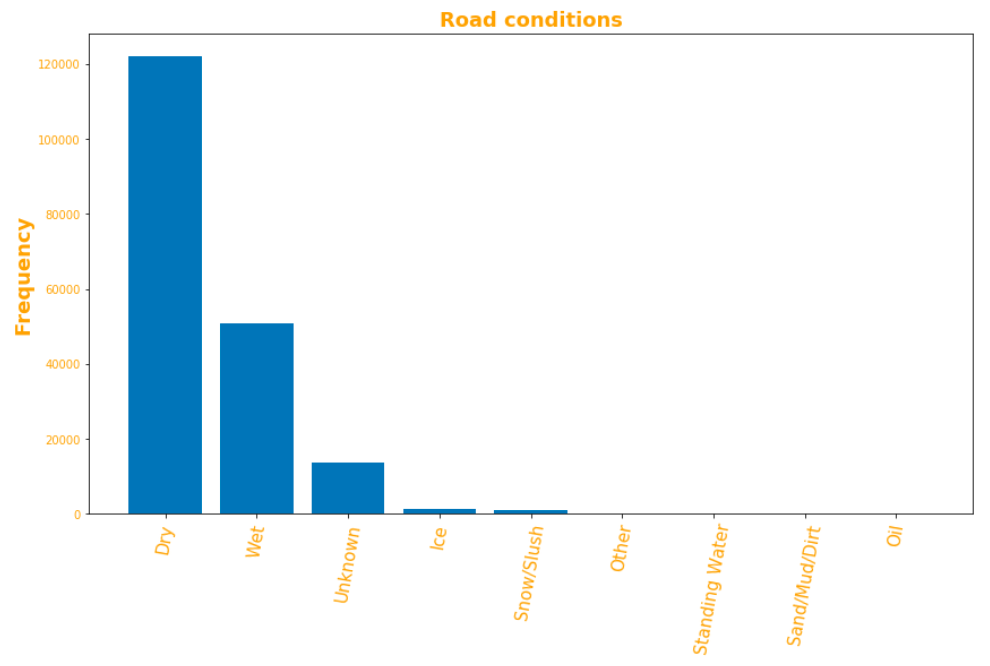 Road conditions
Frequency
120000
100000
80000
60000
40000
20000
0
Dry
Wet
Unknown
Ice
Snow/Slush
Other
Standing Water
Sand/Mud/Dirt
Oil